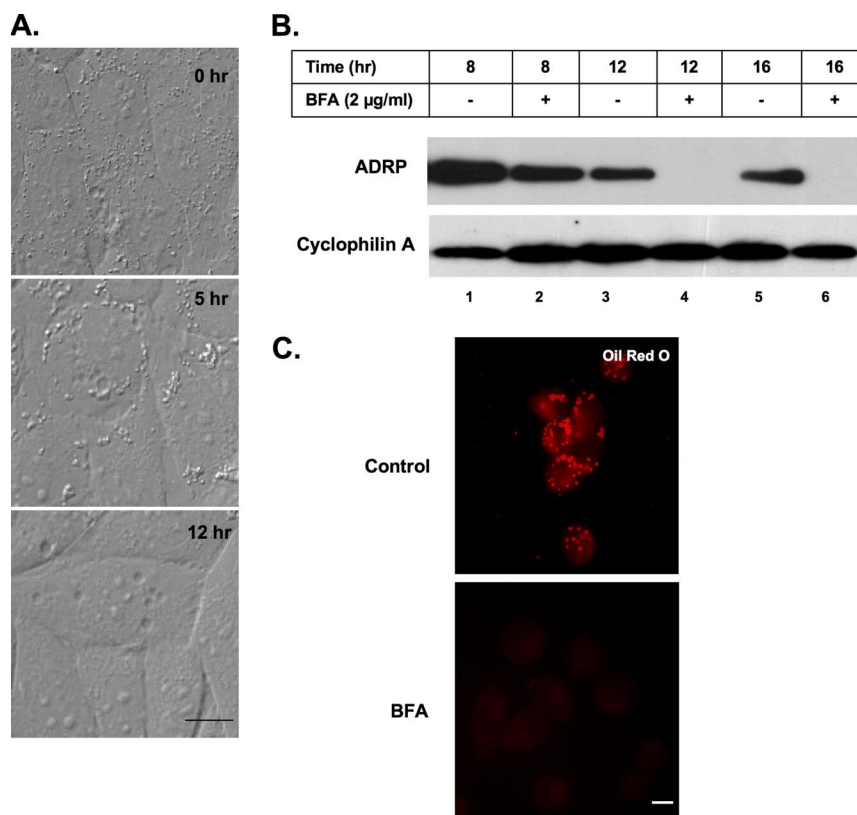 A.
0 hr
5 hr
12 hr
B.
Time (hr) 8 8 12 12 16 16
BFA (2 µg/ml) - + - + - +
ADRP
Cyclophilin A
1 2 3 4 5 6
C.
Oil Red O
Control
BFA